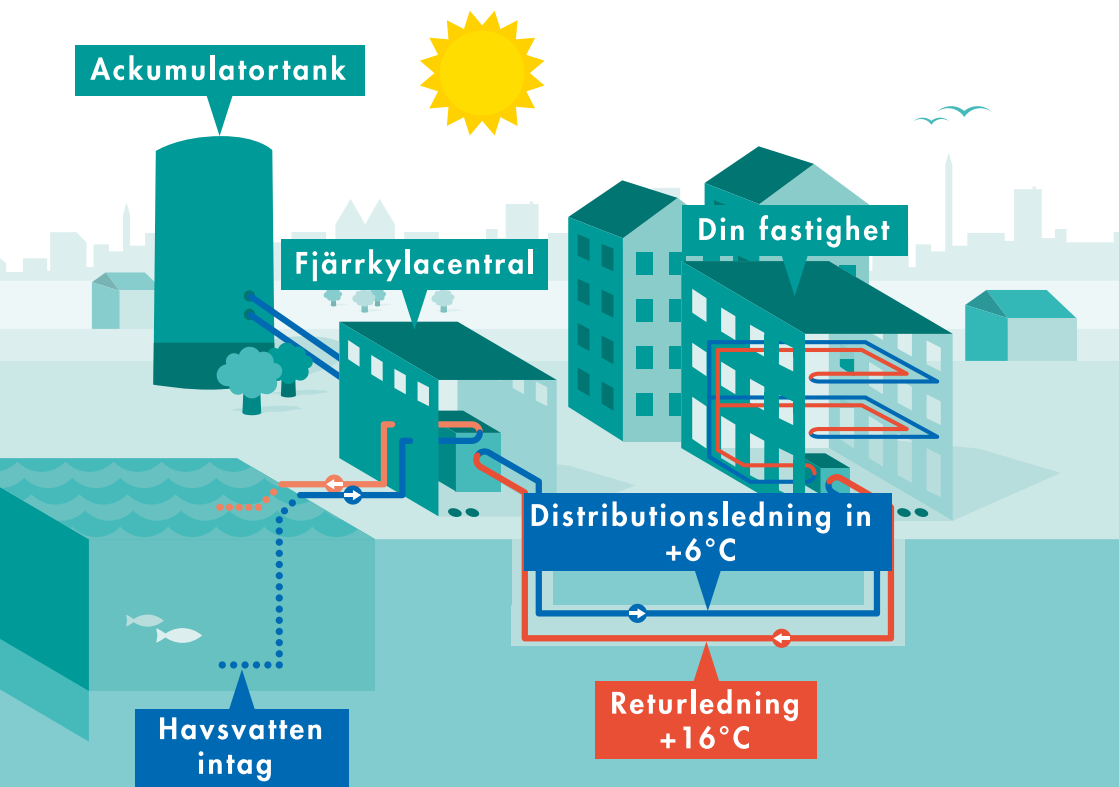 Ackumulatortank
Din fastighet
Fjärrkylacentral
Distributionsledning in
+6°C
Returledning
+16°C
Havsvatten
intag